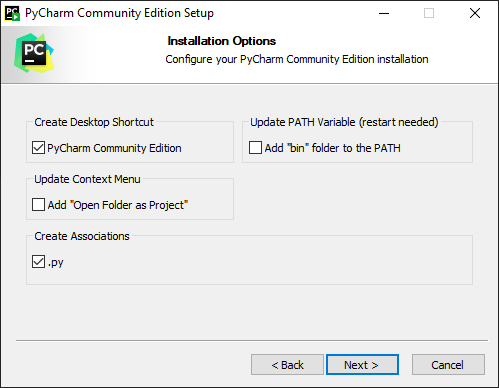 PyCharm Community Edition Setup
PC
Installation Options
Configure your PyCharm Community Edition installation
Create Desktop Shortcut
PyCharm Community Edition
Update PATH Variable (restart needed)
Add "bin" folder to the PATH
Update Context Menu
Add "Open Folder as Project"
Create Associations
.py
< Back
Next >
Cancel